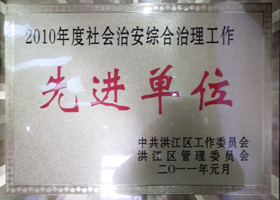 2010年度社会治安综合治理工作
先进单位
中共洪江区工作委员会
洪江区管理委员会
二〇一一年元月